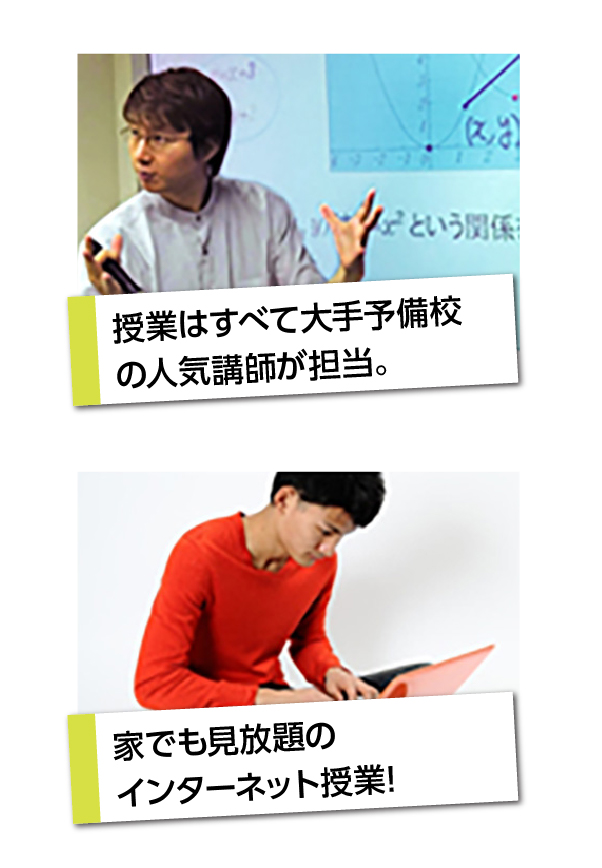 (x, y)
x²という関係
授業はすべて大手予備校
の人気講師が担当。
家でも見放題の
インターネット授業!